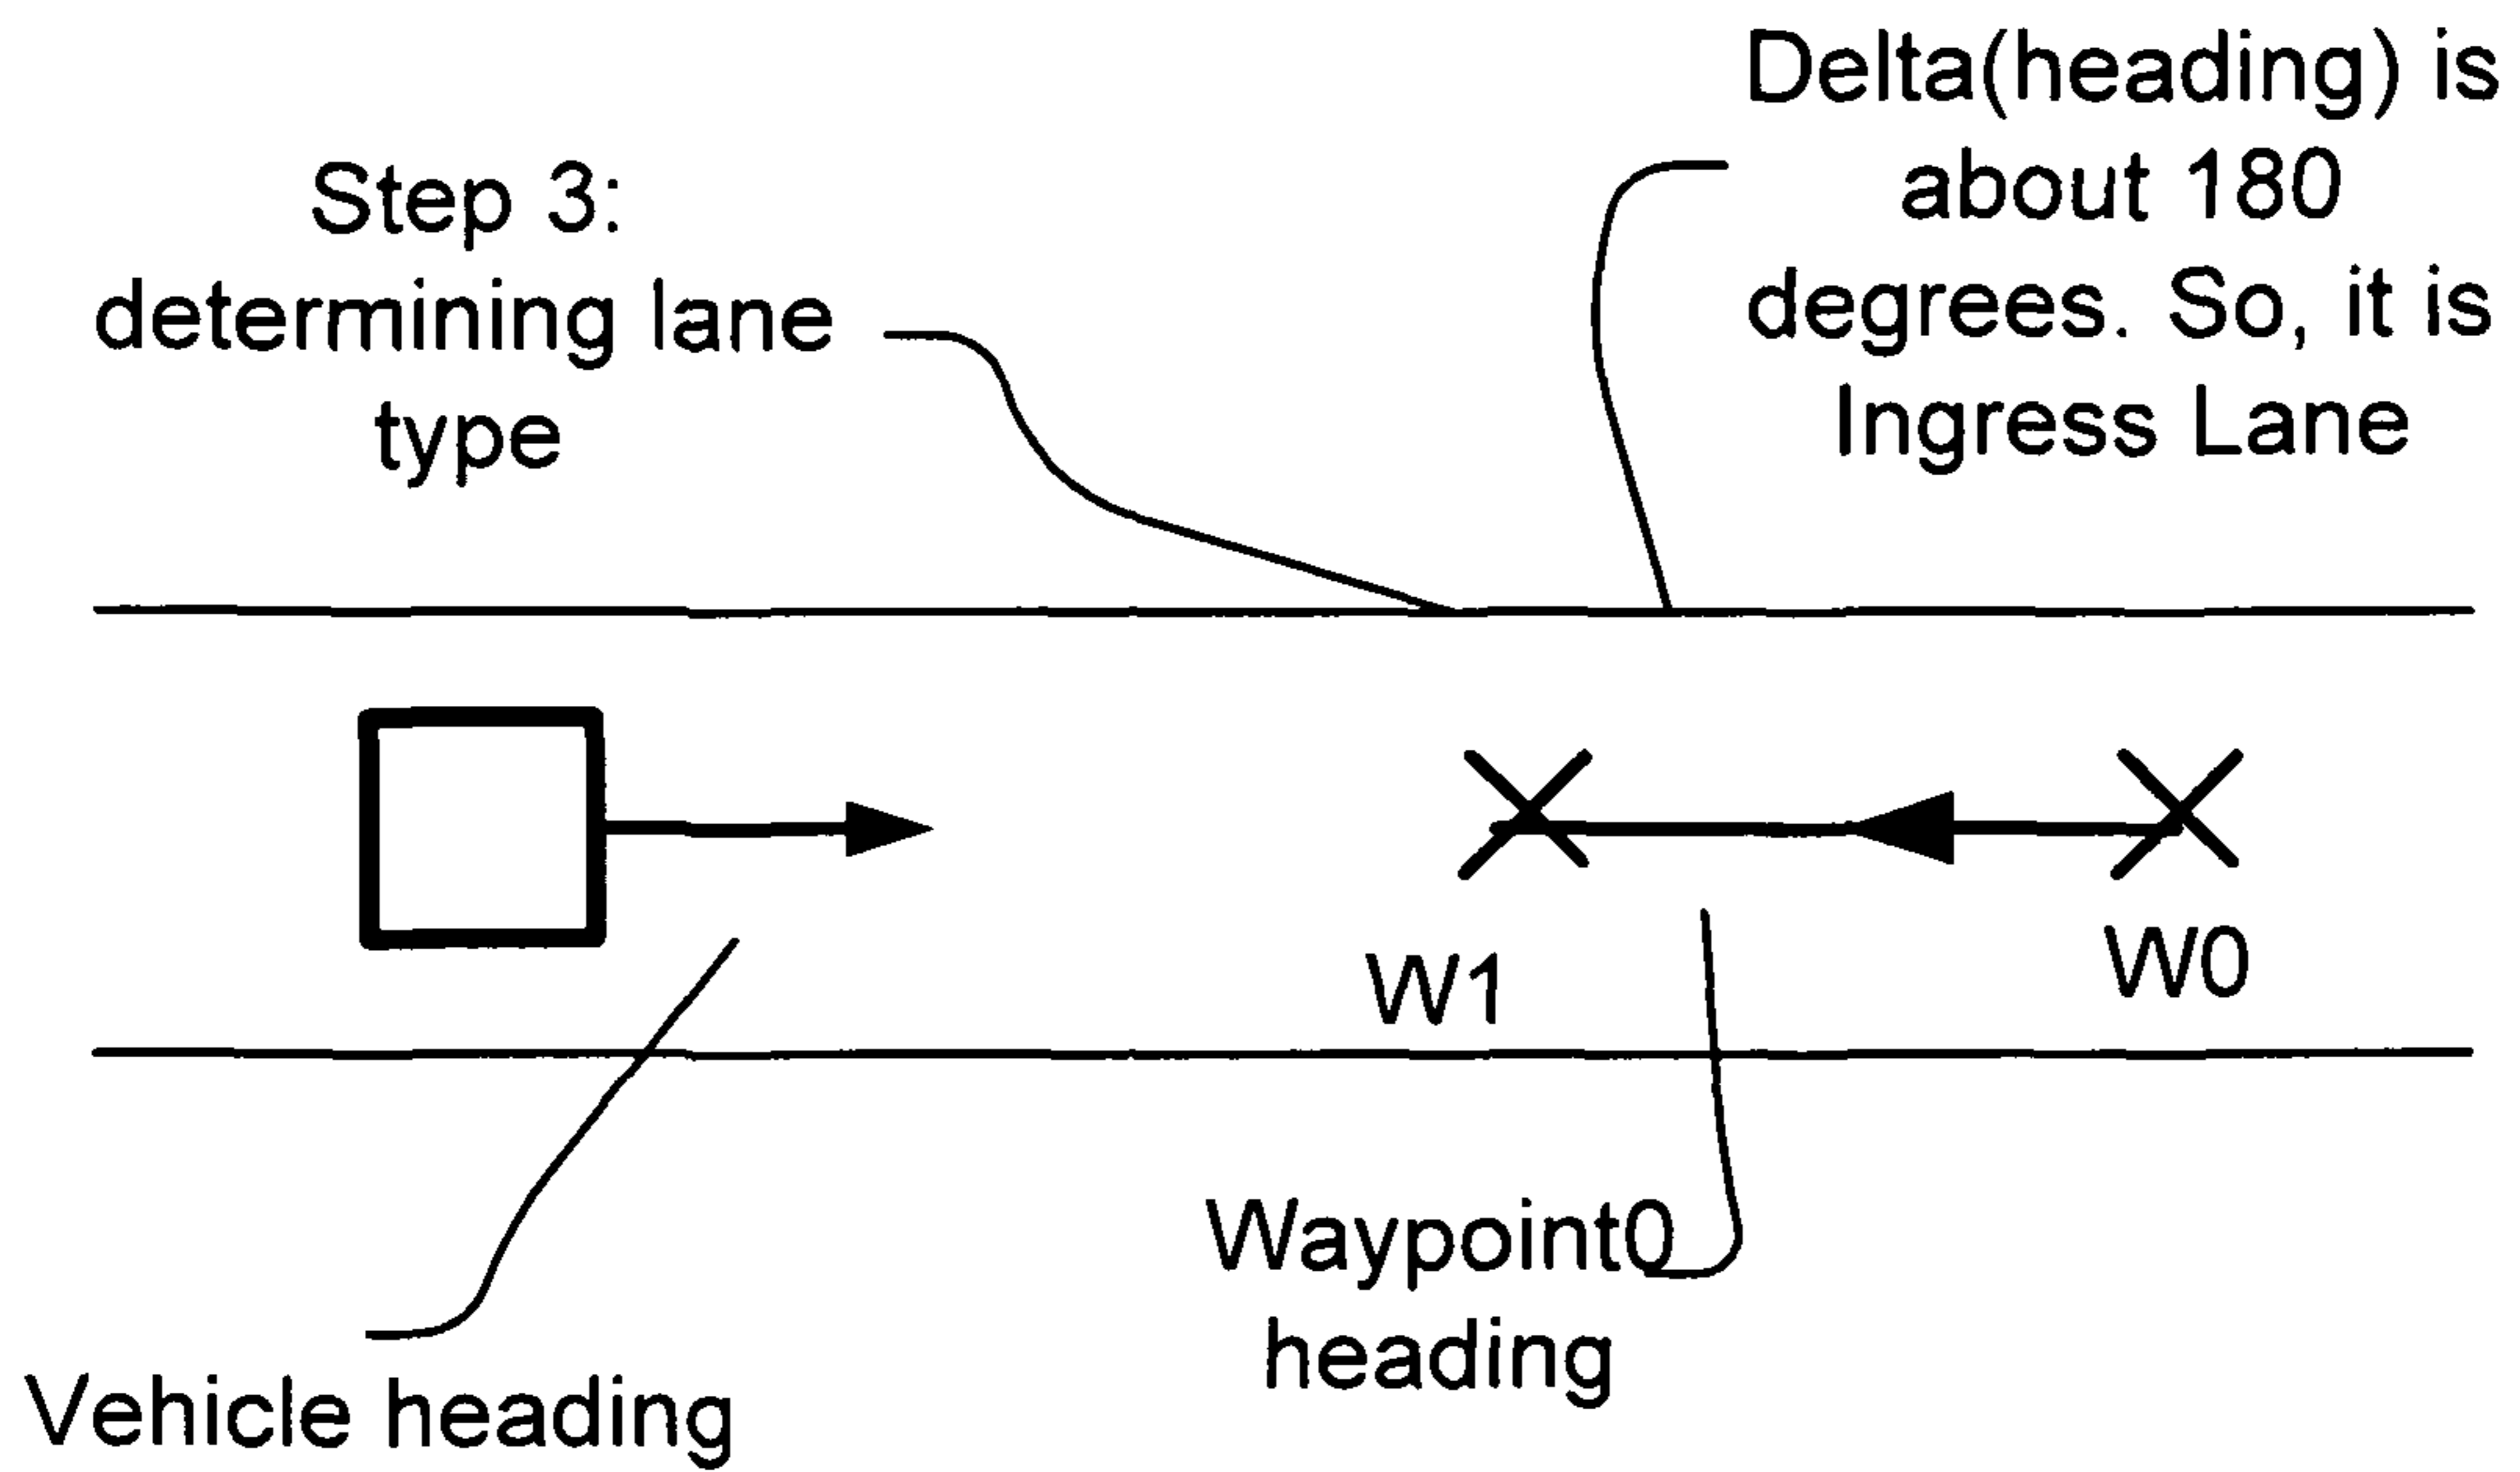 Step 3:
determining lane
type
Delta(heading) is
about 180
degrees. So, it is
Ingress Lane
W1
W0
Waypoint0
heading
Vehicle heading